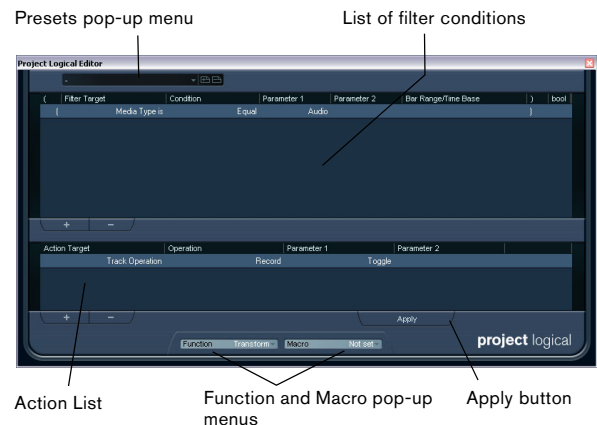 Presets pop-up menu
List of filter conditions
Project Logical Editor
( Filter Target Condition Parameter 1 Parameter 2 Bar Range/Time Base ) bool
( Media Type is Equal Audio )
+ −
Action Target Operation Parameter 1 Parameter 2
Track Operation Record Toggle
+ − Apply
Function Transform Macro Not set
project logical
Action List
Function and Macro pop-up
menus
Apply button